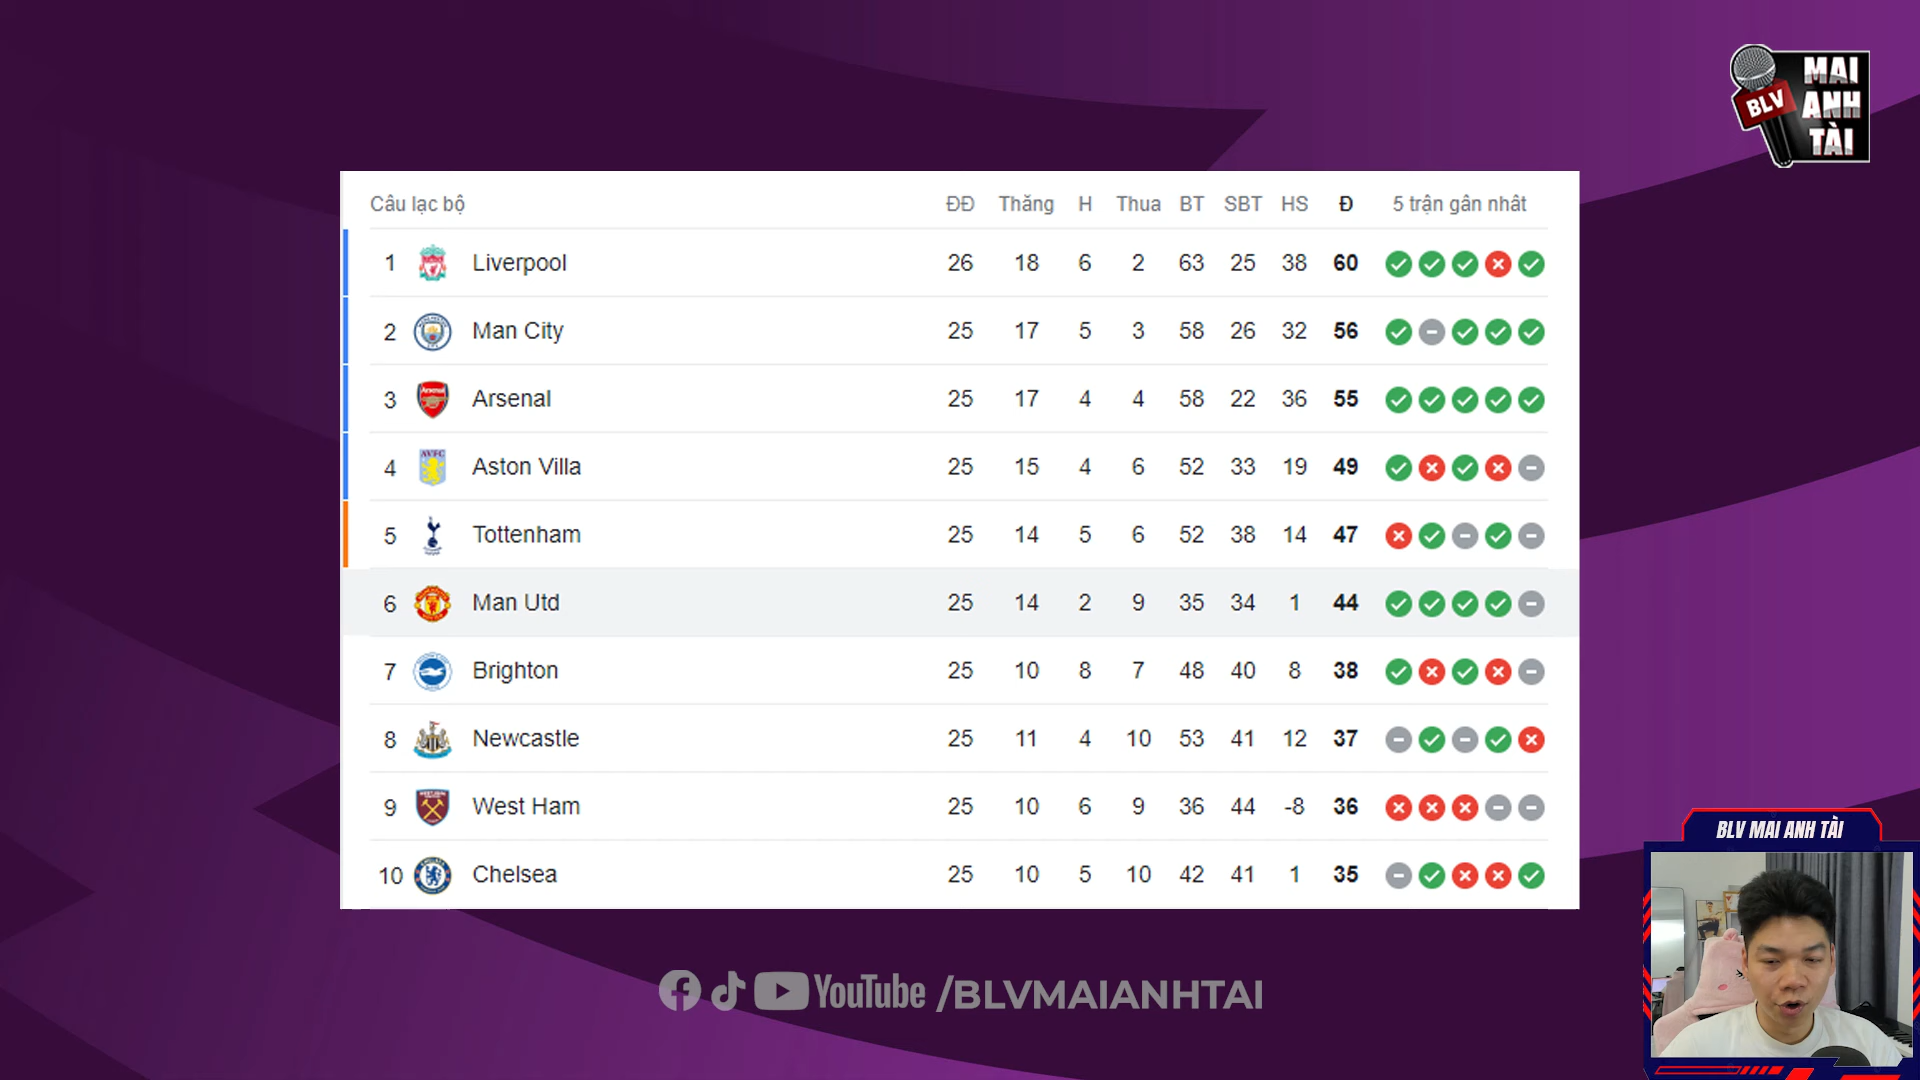 MAI
ANH
TÀI
BLV
Câu lạc bộ ĐĐ Thắng H Thua BT SBT HS Đ 5 trận gần nhất
1 Liverpool 26 18 6 2 63 25 38 60
2 Man City 25 17 5 3 58 26 32 56
3 Arsenal 25 17 4 4 58 22 36 55
4 Aston Villa 25 15 4 6 52 33 19 49
5 Tottenham 25 14 5 6 52 38 14 47
6 Man Utd 25 14 2 9 35 34 1 44
7 Brighton 25 10 8 7 48 40 8 38
8 Newcastle 25 11 4 10 53 41 12 37
9 West Ham 25 10 6 9 36 44 -8 36
10 Chelsea 25 10 5 10 42 41 1 35
BLV MAI ANH TÀI
YouTube /BLVMAIANHTAI